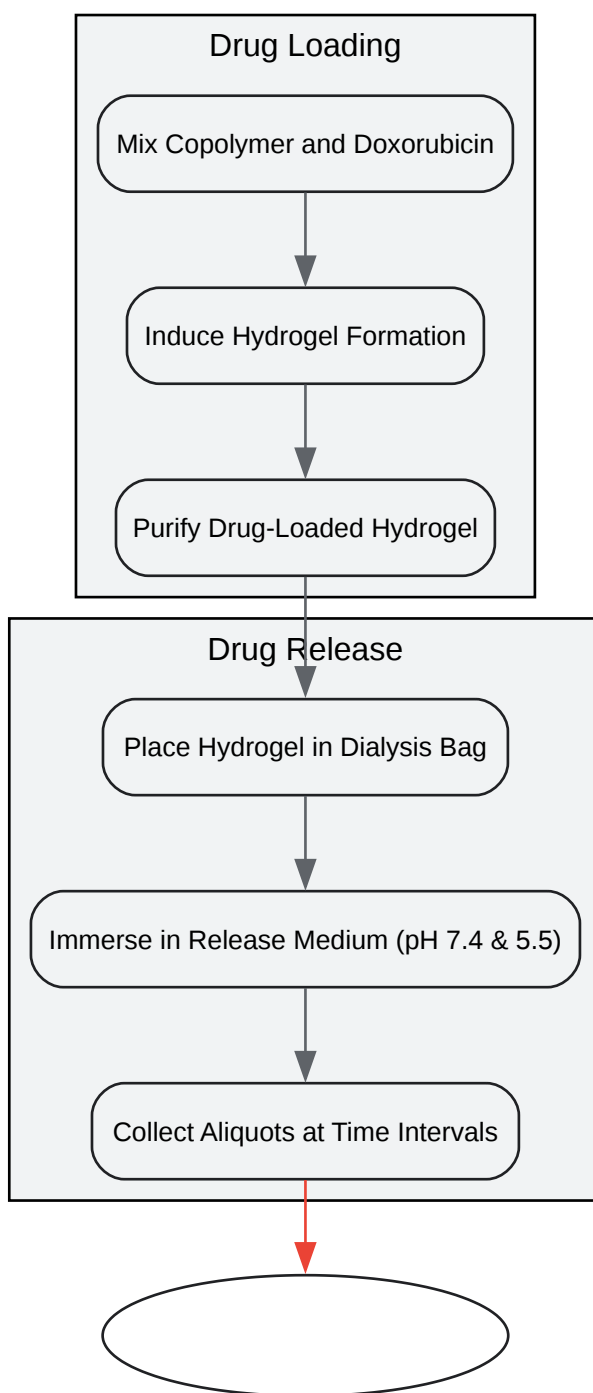 Drug Loading
Mix Copolymer and Doxorubicin
Induce Hydrogel Formation
Purify Drug-Loaded Hydrogel
Drug Release
Place Hydrogel in Dialysis Bag
Immerse in Release Medium (pH 7.4 & 5.5)
Collect Aliquots at Time Intervals